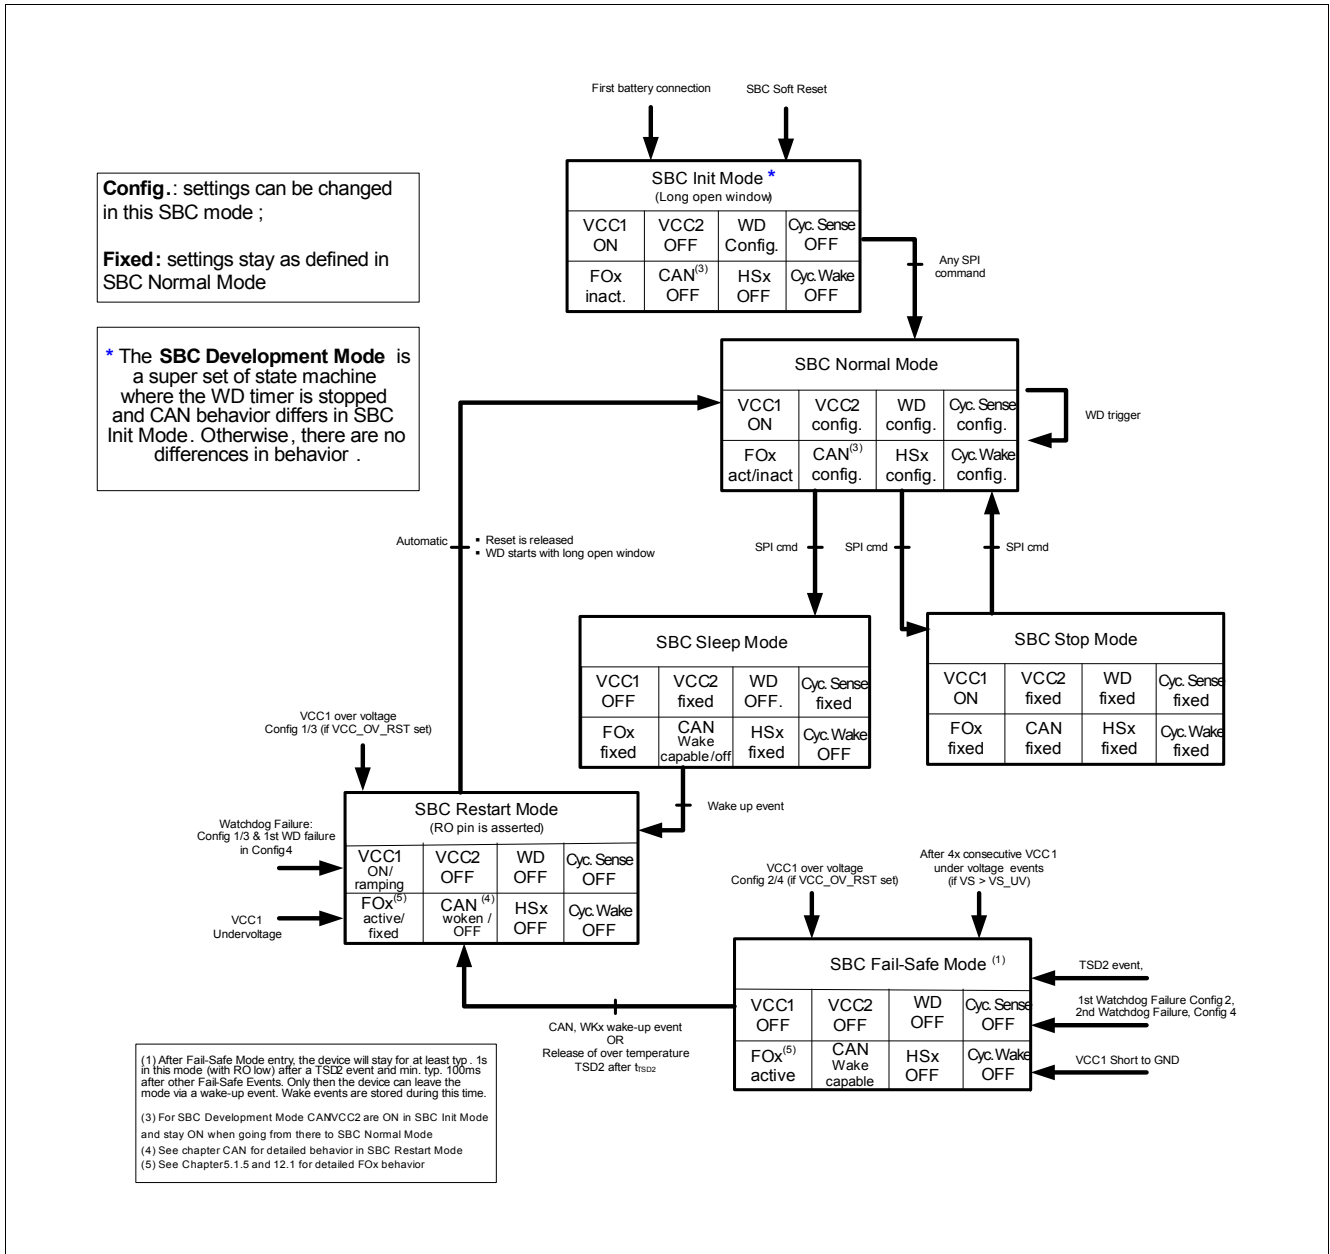 First battery connection
SBC Soft Reset
Config.: settings can be changed
in this SBC mode ;
Fixed: settings stay as defined in
SBC Normal Mode
* The SBC Development Mode is
a super set of state machine
where the WD timer is stopped
and CAN behavior differs in SBC
Init Mode. Otherwise, there are no
differences in behavior .
SBC Init Mode *
(Long open window)
VCC1
ON
VCC2
OFF
WD
Config.
Cyc. Sense
OFF
FOx
inact.
CAN(3)
OFF
HSx
OFF
Cyc. Wake
OFF
Any SPI
command
SBC Normal Mode
VCC1
ON
VCC2
config.
WD
config.
Cyc. Sense
config.
FOx
act/inact
CAN(3)
config.
HSx
config.
Cyc. Wake
config.
WD trigger
Automatic
▪ Reset is released
▪ WD starts with long open window
SPI cmd
SPI cmd
SPI cmd
SBC Sleep Mode
VCC1
OFF
VCC2
fixed
WD
OFF.
Cyc. Sense
fixed
FOx
fixed
CAN
Wake
capable/off
HSx
fixed
Cyc. Wake
OFF
SBC Stop Mode
VCC1
ON
VCC2
fixed
WD
fixed
Cyc. Sense
fixed
FOx
fixed
CAN
fixed
HSx
fixed
Cyc. Wake
fixed
VCC1 over voltage
Config 1/3 (if VCC_OV_RST set)
Wake up event
Watchdog Failure:
Config 1/3 & 1st WD failure
in Config4
VCC1
Undervoltage
SBC Restart Mode
(RO pin is asserted)
VCC1
ON/
ramping
VCC2
OFF
WD
OFF
Cyc. Sense
OFF
FOx(5)
active/
fixed
CAN (4)
woken /
OFF
HSx
OFF
Cyc. Wake
OFF
VCC1 over voltage
Config 2/4 (if VCC_OV_RST set)
After 4x consecutive VCC1
under voltage events
(if VS > VS_UV)
SBC Fail-Safe Mode (1)
VCC1
OFF
VCC2
OFF
WD
OFF
Cyc. Sense
OFF
FOx(5)
active
CAN
Wake
capable
HSx
OFF
Cyc. Wake
OFF
TSD2 event,
1st Watchdog Failure Config 2,
2nd Watchdog Failure, Config 4
VCC1 Short to GND
CAN, WKx wake-up event
OR
Release of over temperature
TSD2 after tTSD2
(1) After Fail-Safe Mode entry, the device will stay for at least typ. 1s
in this mode (with RO low) after a TSD2 event and min. typ. 100ms
after other Fail-Safe Events. Only then the device can leave the
mode via a wake-up event. Wake events are stored during this time.
(3) For SBC Development Mode CAN/VCC2 are ON in SBC Init Mode
and stay ON when going from there to SBC Normal Mode
(4) See chapter CAN for detailed behavior in SBC Restart Mode
(5) See Chapter5.1.5 and 12.1 for detailed FOx behavior